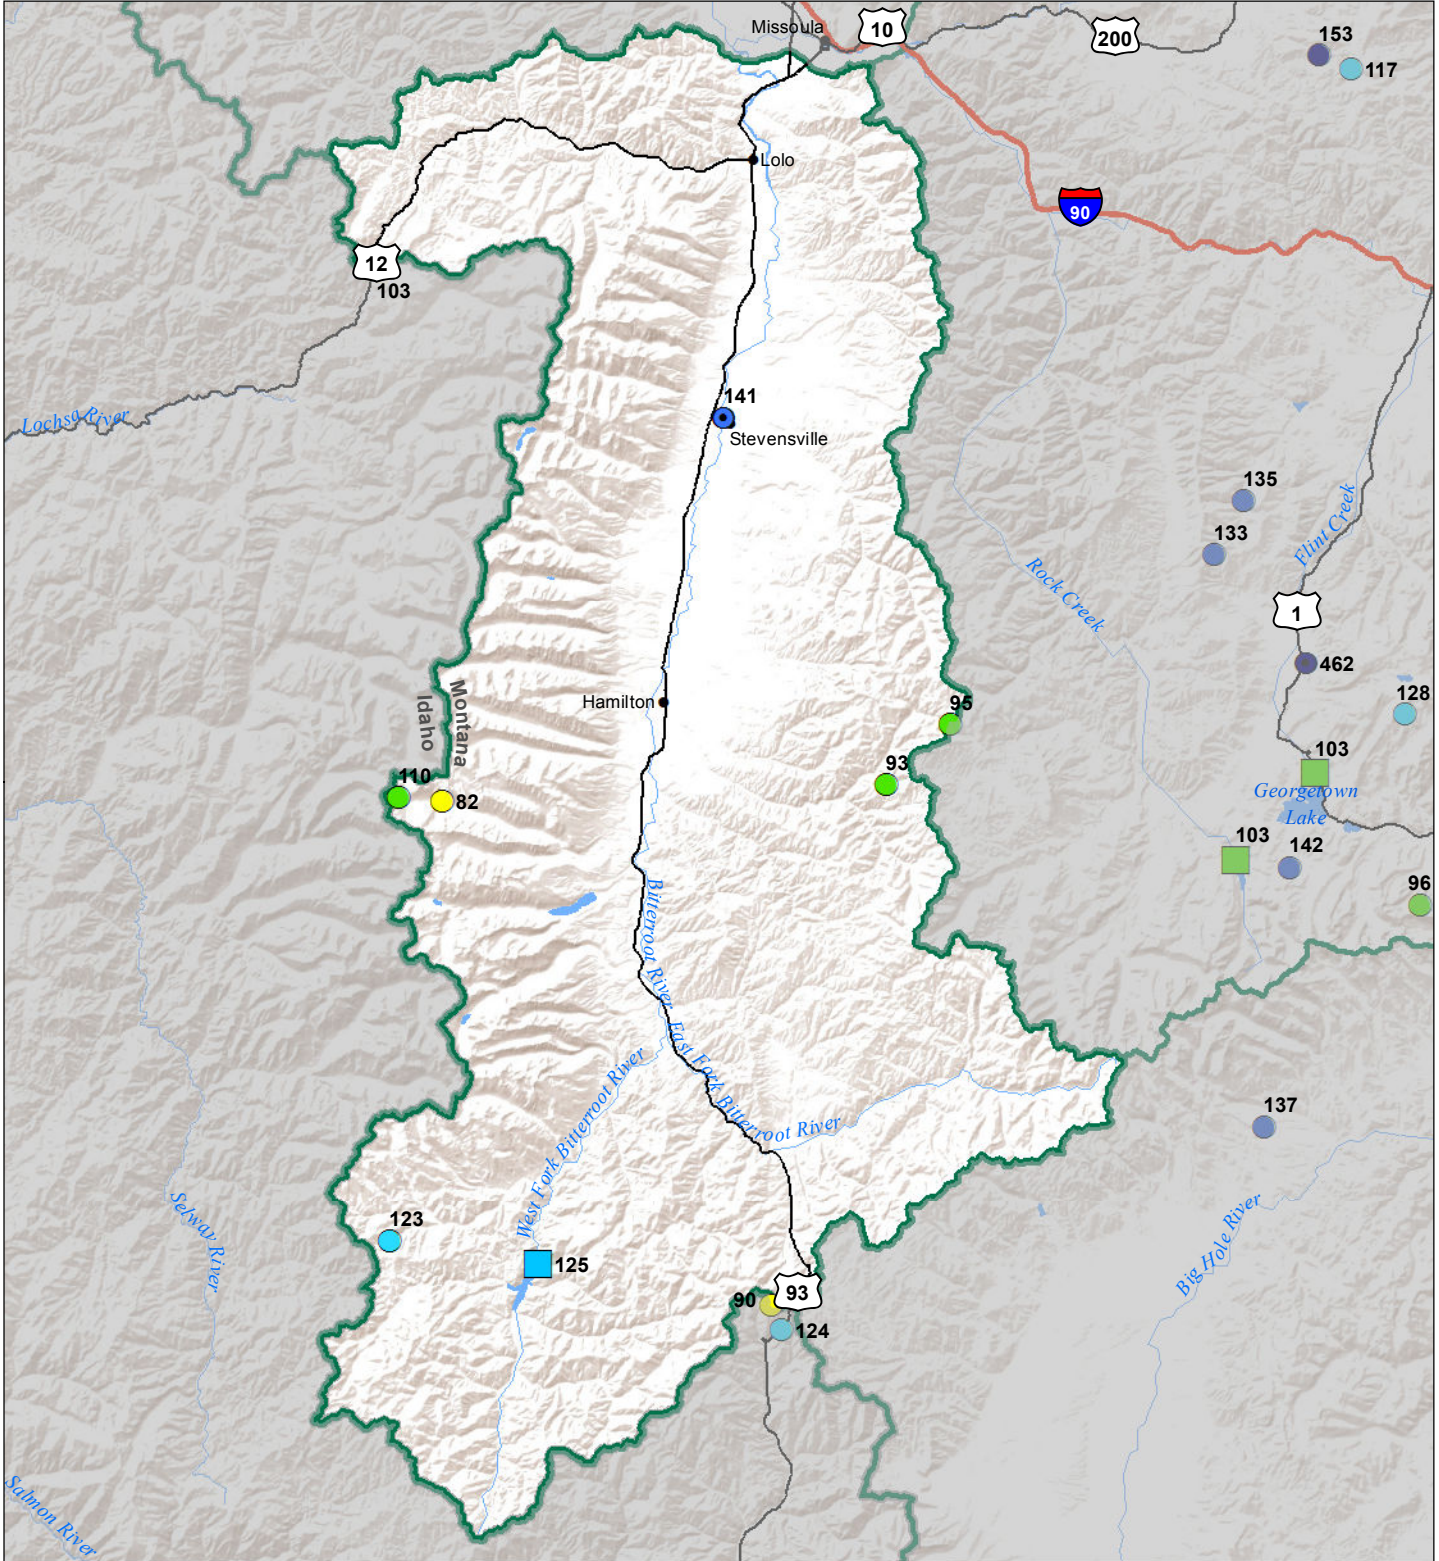 Missoula
10
200
153
117
Lolo
90
12
103
Lochsa River
141
Stevensville
135
133
Flint Creek
Rock Creek
1
462
128
Montana
Idaho
Hamilton
95
93
110
82
103
Georgetown
Lake
103
142
96
Bitterroot River
East Fork Bitterroot River
West Fork Bitterroot River
137
Selway River
123
125
Big Hole River
93
90
124
Salmon River